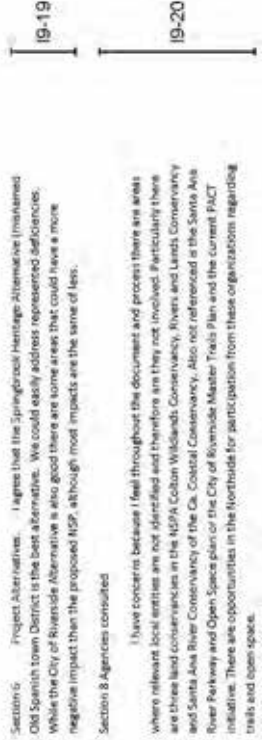 Section 6 Project Alternatives. I agree that the Springbrook Heritage Alternative (misnamed
Old Spanish town District is the best alternative. We could easily address represented deficiencies.
While the City of Riverside Alternative is also good there are some areas that could have a more
negative impact than the proposed NSP, although most impacts are the same of less.
I9-19
Section 8 Agencies consulted
I have concerns because I feel throughout the document and process there are areas
where relevant local entities are not identified and therefore are they not involved. Particularly there
are three land conservancies in the NSPA Colton Wildlands Conservancy, Rivers and Lands Conservancy
and Santa Ana River Conservancy of the Ca. Coastal Conservancy. Also not referenced is the Santa Ana
River Parkway and Open Space plan or the City of Riverside Master Trails Plan and the current PACT
initiative. There are opportunities in the Northside for participation from these organizations regarding
trails and open space.
I9-20